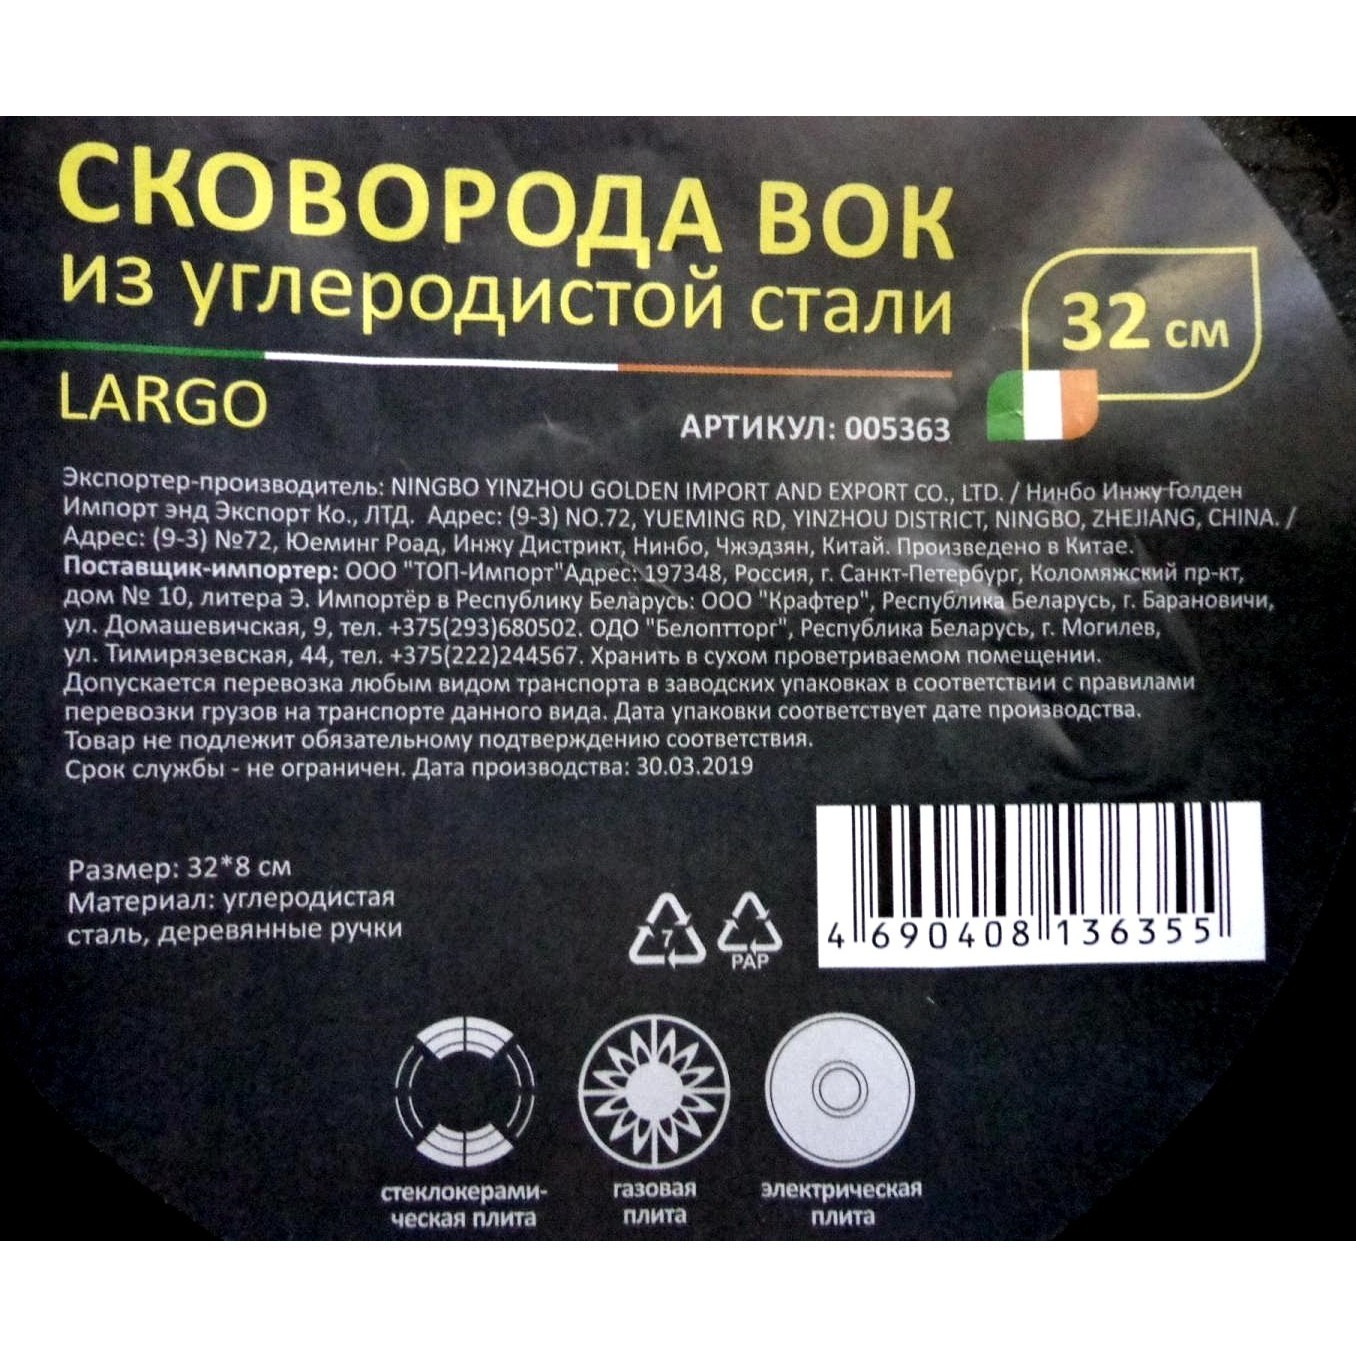 СКОВОРОДА ВОК
из углеродистой стали
32 см
LARGO
АРТИКУЛ: 005363
Экспортер-производитель: NINGBO YINZHOU GOLDEN IMPORT AND EXPORT CO., LTD. / Нинбо Инжу Голден
Импорт энд Экспорт Ко., ЛТД. Адрес: (9-3) NO.72, YUEMING RD, YINZHOU DISTRICT, NINGBO, ZHEJIANG, CHINA. /
Адрес: (9-3) №72, Юеминг Роад, Инжу Дистрикт, Нинбо, Чжэдзян, Китай. Произведено в Китае.
Поставщик-импортер: ООО "ТОП-Импорт"Адрес: 197348, Россия, г. Санкт-Петербург, Коломяжский пр-кт,
дом № 10, литера Э. Импортёр в Республику Беларусь: ООО "Крафтер", Республика Беларусь, г. Барановичи,
ул. Домашевичская, 9, тел. +375(293)680502. ОДО "Белоптторг", Республика Беларусь, г. Могилев,
ул. Тимирязевская, 44, тел. +375(222)244567. Хранить в сухом проветриваемом помещении.
Допускается перевозка любым видом транспорта в заводских упаковках в соответствии с правилами
перевозки грузов на транспорте данного вида. Дата упаковки соответствует дате производства.
Товар не подлежит обязательному подтверждению соответствия.
Срок службы - не ограничен. Дата производства: 30.03.2019
Размер: 32*8 см
Материал: углеродистая
сталь, деревянные ручки
7
PAP
4 690408 136355
стеклокерами-
ческая плита
газовая
плита
электрическая
плита